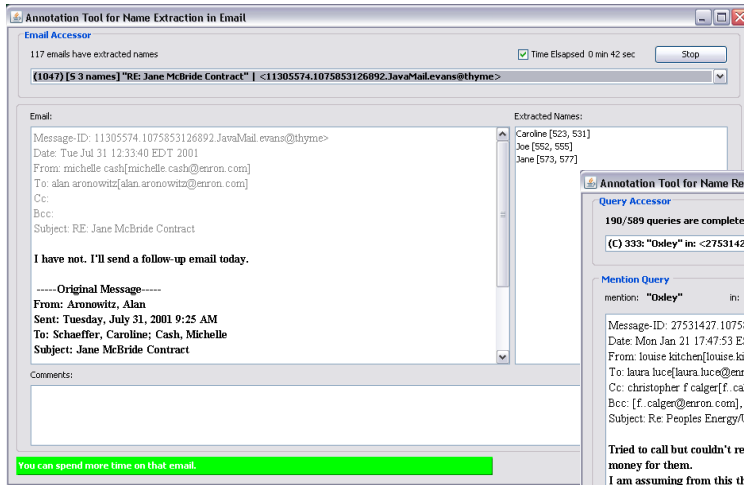 Annotation Tool for Name Extraction in Email
Email Accessor
117 emails have extracted names
Time Elsapsed 0 min 42 sec
Stop
(1047) [S 3 names] "RE: Jane McBride Contract" | <11305574.1075853126892.JavaMail.evans@thyme>
Email:
Message-ID: 11305574.1075853126892.JavaMail.evans@thyme>
Date: Tue Jul 31 12:33:40 EDT 2001
From: michelle cash[michelle.cash@enron.com]
To: alan aronowitz[alan.aronowitz@enron.com]
Cc:
Bcc:
Subject: RE: Jane McBride Contract
I have not. I'll send a follow-up email today.
-----Original Message-----
From: Aronowitz, Alan
Sent: Tuesday, July 31, 2001 9:25 AM
To: Schaeffer, Caroline; Cash, Michelle
Subject: Jane McBride Contract
Extracted Names:
Caroline [523, 531]
Joe [552, 555]
Jane [573, 577]
Comments:
You can spend more time on that email.
Annotation Tool for Name Re
Query Accessor
190/589 queries are complete
(C) 333: "Oxley" in: <2753142
Mention Query
mention: "Oxley" in:
Message-ID: 27531427.1075
Date: Mon Jan 21 17:47:53 E
From: louise kitchen[louise.ki
To: laura luce[laura.luce@enr
Cc: christopher f calger[f..cal
Bcc: [f..calger@enron.com],
Subject: Re: Peoples Energy/
Tried to call but couldn't re
money for them.
I am assuming from this th